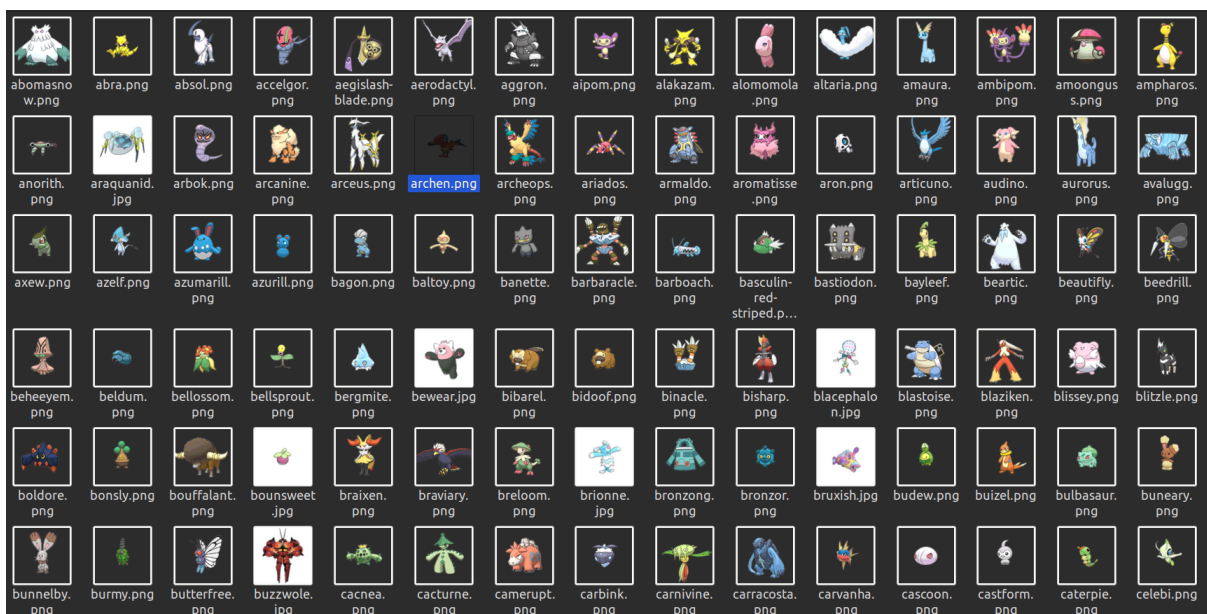 abomasno abra.png absol.png accelgor. aegislash- aerodactyl. aggron. aipom.png alakazam. alomomola altaria.png amaura. ambipom. amoongus ampharos.
w.png png blade.png png png png .png png png s.png png
anorith. araquanid. arbok.png arcanine. arceus.png archen.png archeops. ariados. armaldo. aromatisse aron.png articuno. audino. aurorus. avalugg.
png jpg png png png png .png png png png png
axew.png azelf.png azumarill. azurill.png bagon.png baltoy.png banette. barbaracle. barboach. basculin- bastiodon. bayleef. beartic. beautifly. beedrill.
png png png png red- png png png png png
striped.p...
beheeyem. beldum. bellossom. bellsprout. bergmite. bewear.jpg bibarel. bidoof.png binacle. bisharp. blacephalo blastoise. blaziken. blissey.png blitzle.png
png png png png png png png png n.jpg png png
boldore. bonsly.png bouffalant. bounsweet braixen. braviary. breloom. brionne. bronzong. bronzor. bruxish.jpg budew.png buizel.png bulbasaur. buneary.
png png .jpg png png png jpg png png png png
bunnelby. burmy.png butterfree. buzzwole. cacnea. cacturne. camerupt. carbink. carnivine. carracosta. carvanha. cascoon. castform. caterpie. celebi.png
png png jpg png png png png png png png png png png